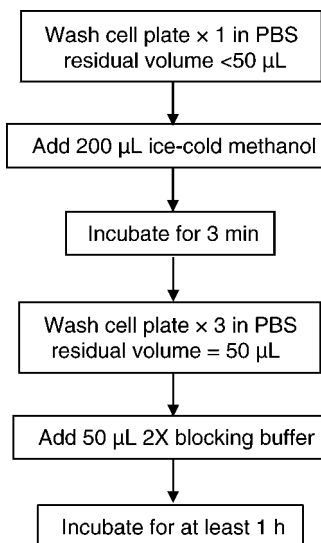 Wash cell plate × 1 in PBS
residual volume <50 µL
Add 200 µL ice-cold methanol
Incubate for 3 min
Wash cell plate × 3 in PBS
residual volume = 50 µL
Add 50 µL 2X blocking buffer
Incubate for at least 1 h